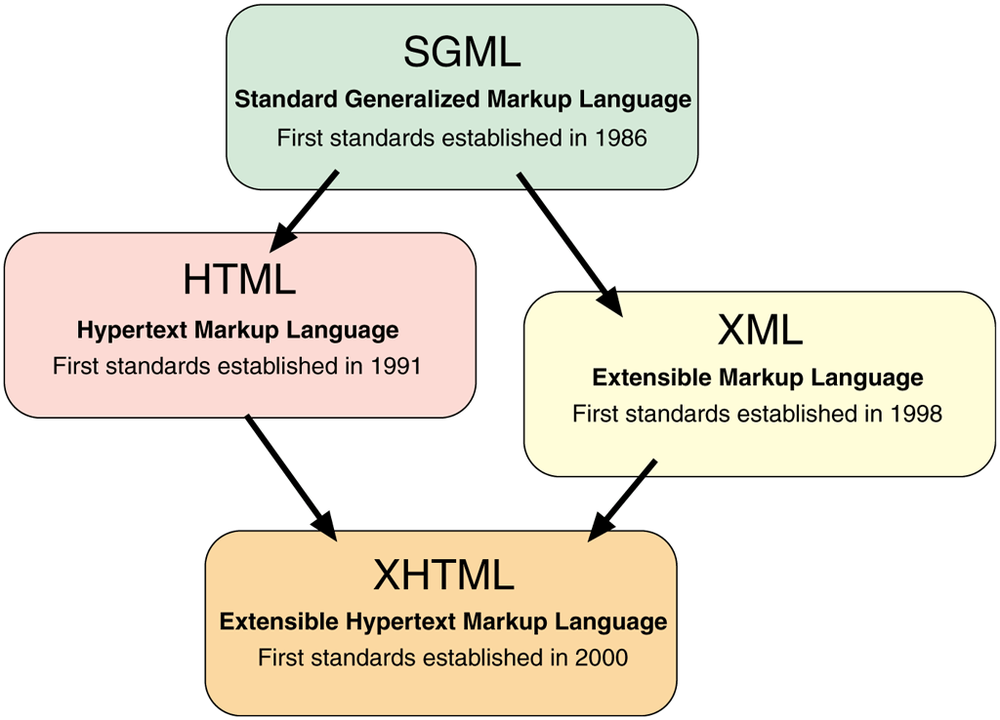 SGML
Standard Generalized Markup Language
First standards established in 1986
HTML
Hypertext Markup Language
First standards established in 1991
XML
Extensible Markup Language
First standards established in 1998
XHTML
Extensible Hypertext Markup Language
First standards established in 2000